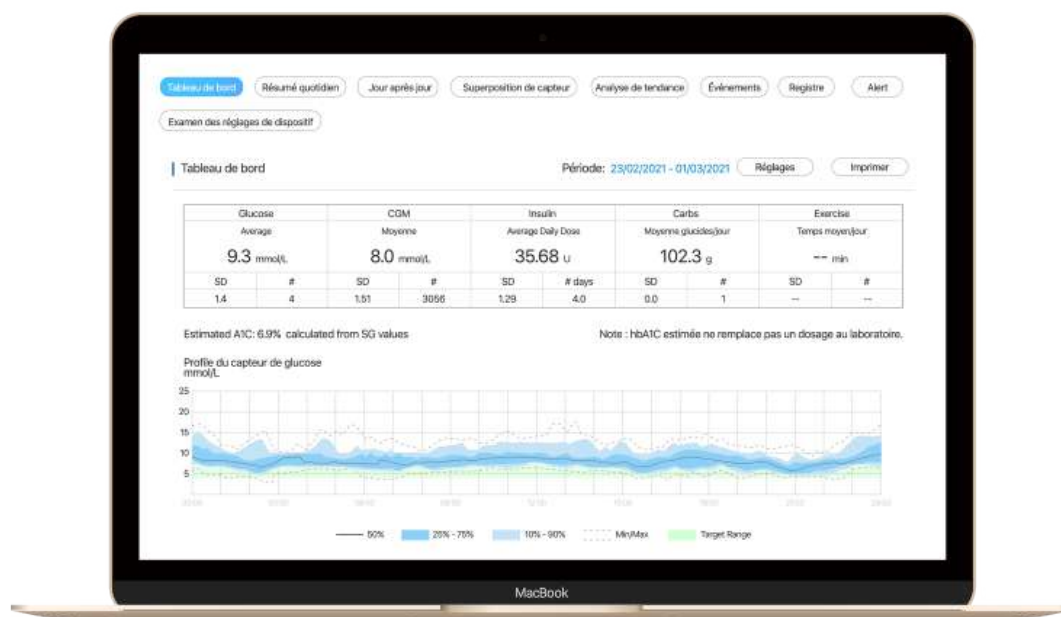 Tableau de bord Résumé quotidien Jour après jour Superposition de capteur Analyse de tendance Événements Registre Alert
Examen des réglages de dispositif
Tableau de bord Période: 23/02/2021 - 01/03/2021 Réglages Imprimer
Glucose CGM Insulin Carbs Exercise
Average Moyenne Average Daily Dose Moyenne glucides/jour Temps moyen/jour
9.3 mmol/L 8.0 mmol/L 35.68 U 102.3 g -- min
SD # SD # SD # days SD # SD #
1.4 4 1.51 3056 1.29 4.0 0.0 1 -- --
Estimated A1C: 6.9% calculated from SG values Note : hbA1C estimée ne remplace pas un dosage au laboratoire.
Profile du capteur de glucose
mmol/L
25
20
15
10
5
50% 25% - 75% 10% - 90% Min/Max Target Range
MacBook